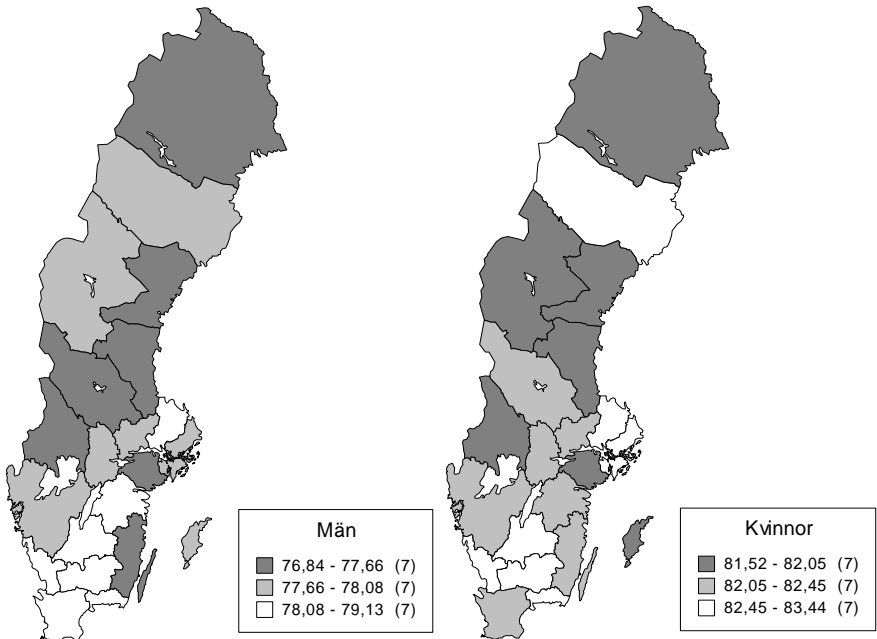 Män
76,84 - 77,66 (7)
77,66 - 78,08 (7)
78,08 - 79,13 (7)
Kvinnor
81,52 - 82,05 (7)
82,05 - 82,45 (7)
82,45 - 83,44 (7)